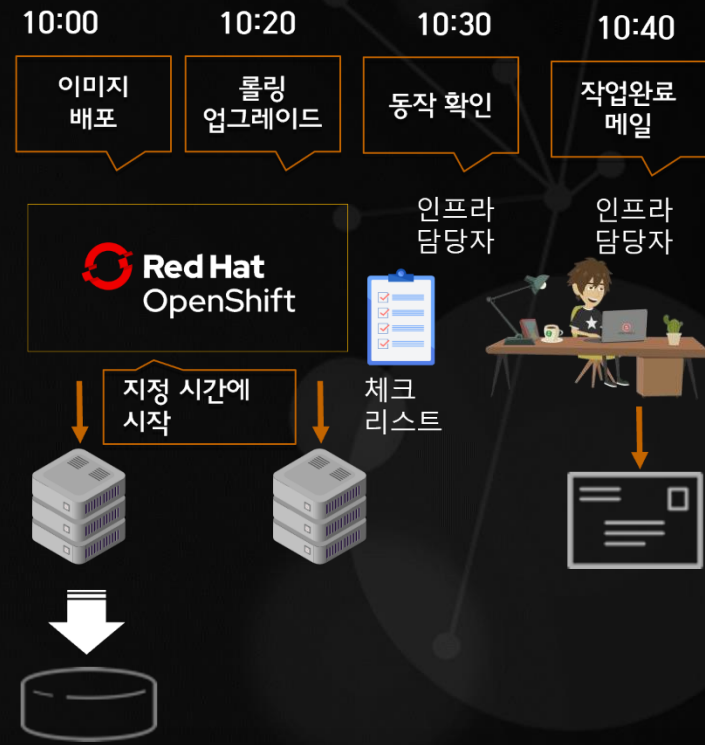 10:00
10:20
10:30
10:40
이미지
배포
롤링
업그레이드
동작 확인
작업완료
메일
인프라
담당자
인프라
담당자
Red Hat
OpenShift
지정 시간에
시작
체크
리스트